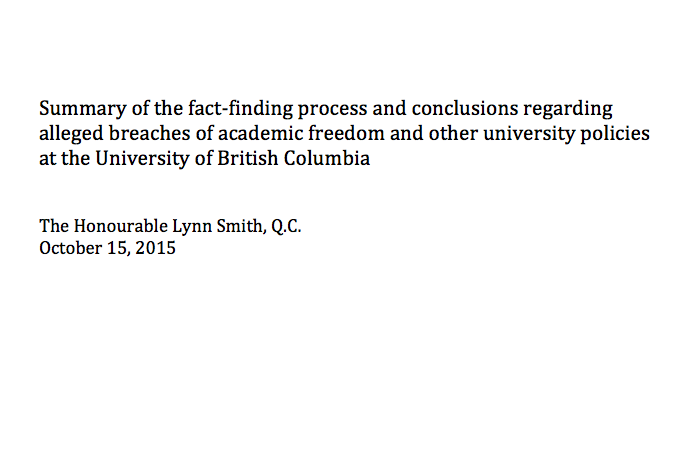 Summary of the fact-finding process and conclusions regarding
alleged breaches of academic freedom and other university policies
at the University of British Columbia
The Honourable Lynn Smith, Q.C.
October 15, 2015